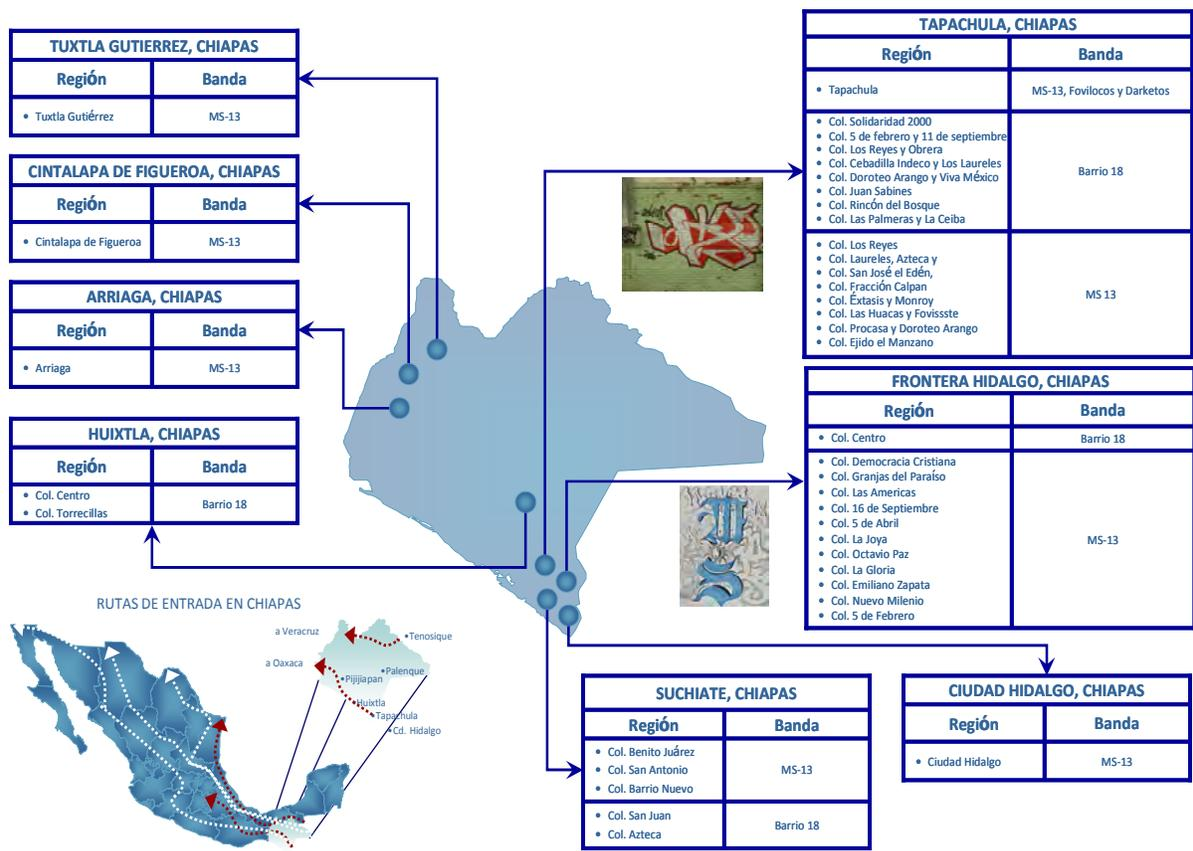 TUXTLA GUTIERREZ, CHIAPAS
Región Banda
• Tuxtla Gutiérrez MS-13
CINTALAPA DE FIGUEROA, CHIAPAS
Región Banda
• Cintalapa de Figueroa MS-13
ARRIAGA, CHIAPAS
Región Banda
• Arriaga MS-13
HUIXTLA, CHIAPAS
Región Banda
• Col. Centro
• Col. Torrecillas
Barrio 18
TAPACHULA, CHIAPAS
Región Banda
• Tapachula MS-13, Fovilocos y Darketos
• Col. Solidaridad 2000
• Col. 5 de febrero y 11 de septiembre
• Col. Los Reyes y Obrera
• Col. Cebadilla Indeco y Los Laureles
• Col. Doroteo Arango y Viva México
• Col. Juan Sabines
• Col. Rincón del Bosque
• Col. Las Palmeras y La Ceiba
Barrio 18
• Col. Los Reyes
• Col. Laureles, Azteca y
• Col. San José el Edén,
• Col. Fracción Calpan
• Col. Éxtasis y Monroy
• Col. Las Huacas y Fovissste
• Col. Procasa y Doroteo Arango
• Col. Ejido el Manzano
MS 13
FRONTERA HIDALGO, CHIAPAS
Región Banda
• Col. Centro Barrio 18
• Col. Democracia Cristiana
• Col. Granjas del Paraíso
• Col. Las Americas
• Col. 16 de Septiembre
• Col. 5 de Abril
• Col. La Joya
• Col. Octavio Paz
• Col. La Gloria
• Col. Emiliano Zapata
• Col. Nuevo Milenio
• Col. 5 de Febrero
MS-13
M
S
RUTAS DE ENTRADA EN CHIAPAS
a Veracruz
•Tenosique
a Oaxaca
•Palenque
•Pijijiapan
•Huixtla
•Tapachula
•Cd. Hidalgo
SUCHIATE, CHIAPAS
Región Banda
• Col. Benito Juárez
• Col. San Antonio
• Col. Barrio Nuevo
MS-13
• Col. San Juan
• Col. Azteca
Barrio 18
CIUDAD HIDALGO, CHIAPAS
Región Banda
• Ciudad Hidalgo MS-13